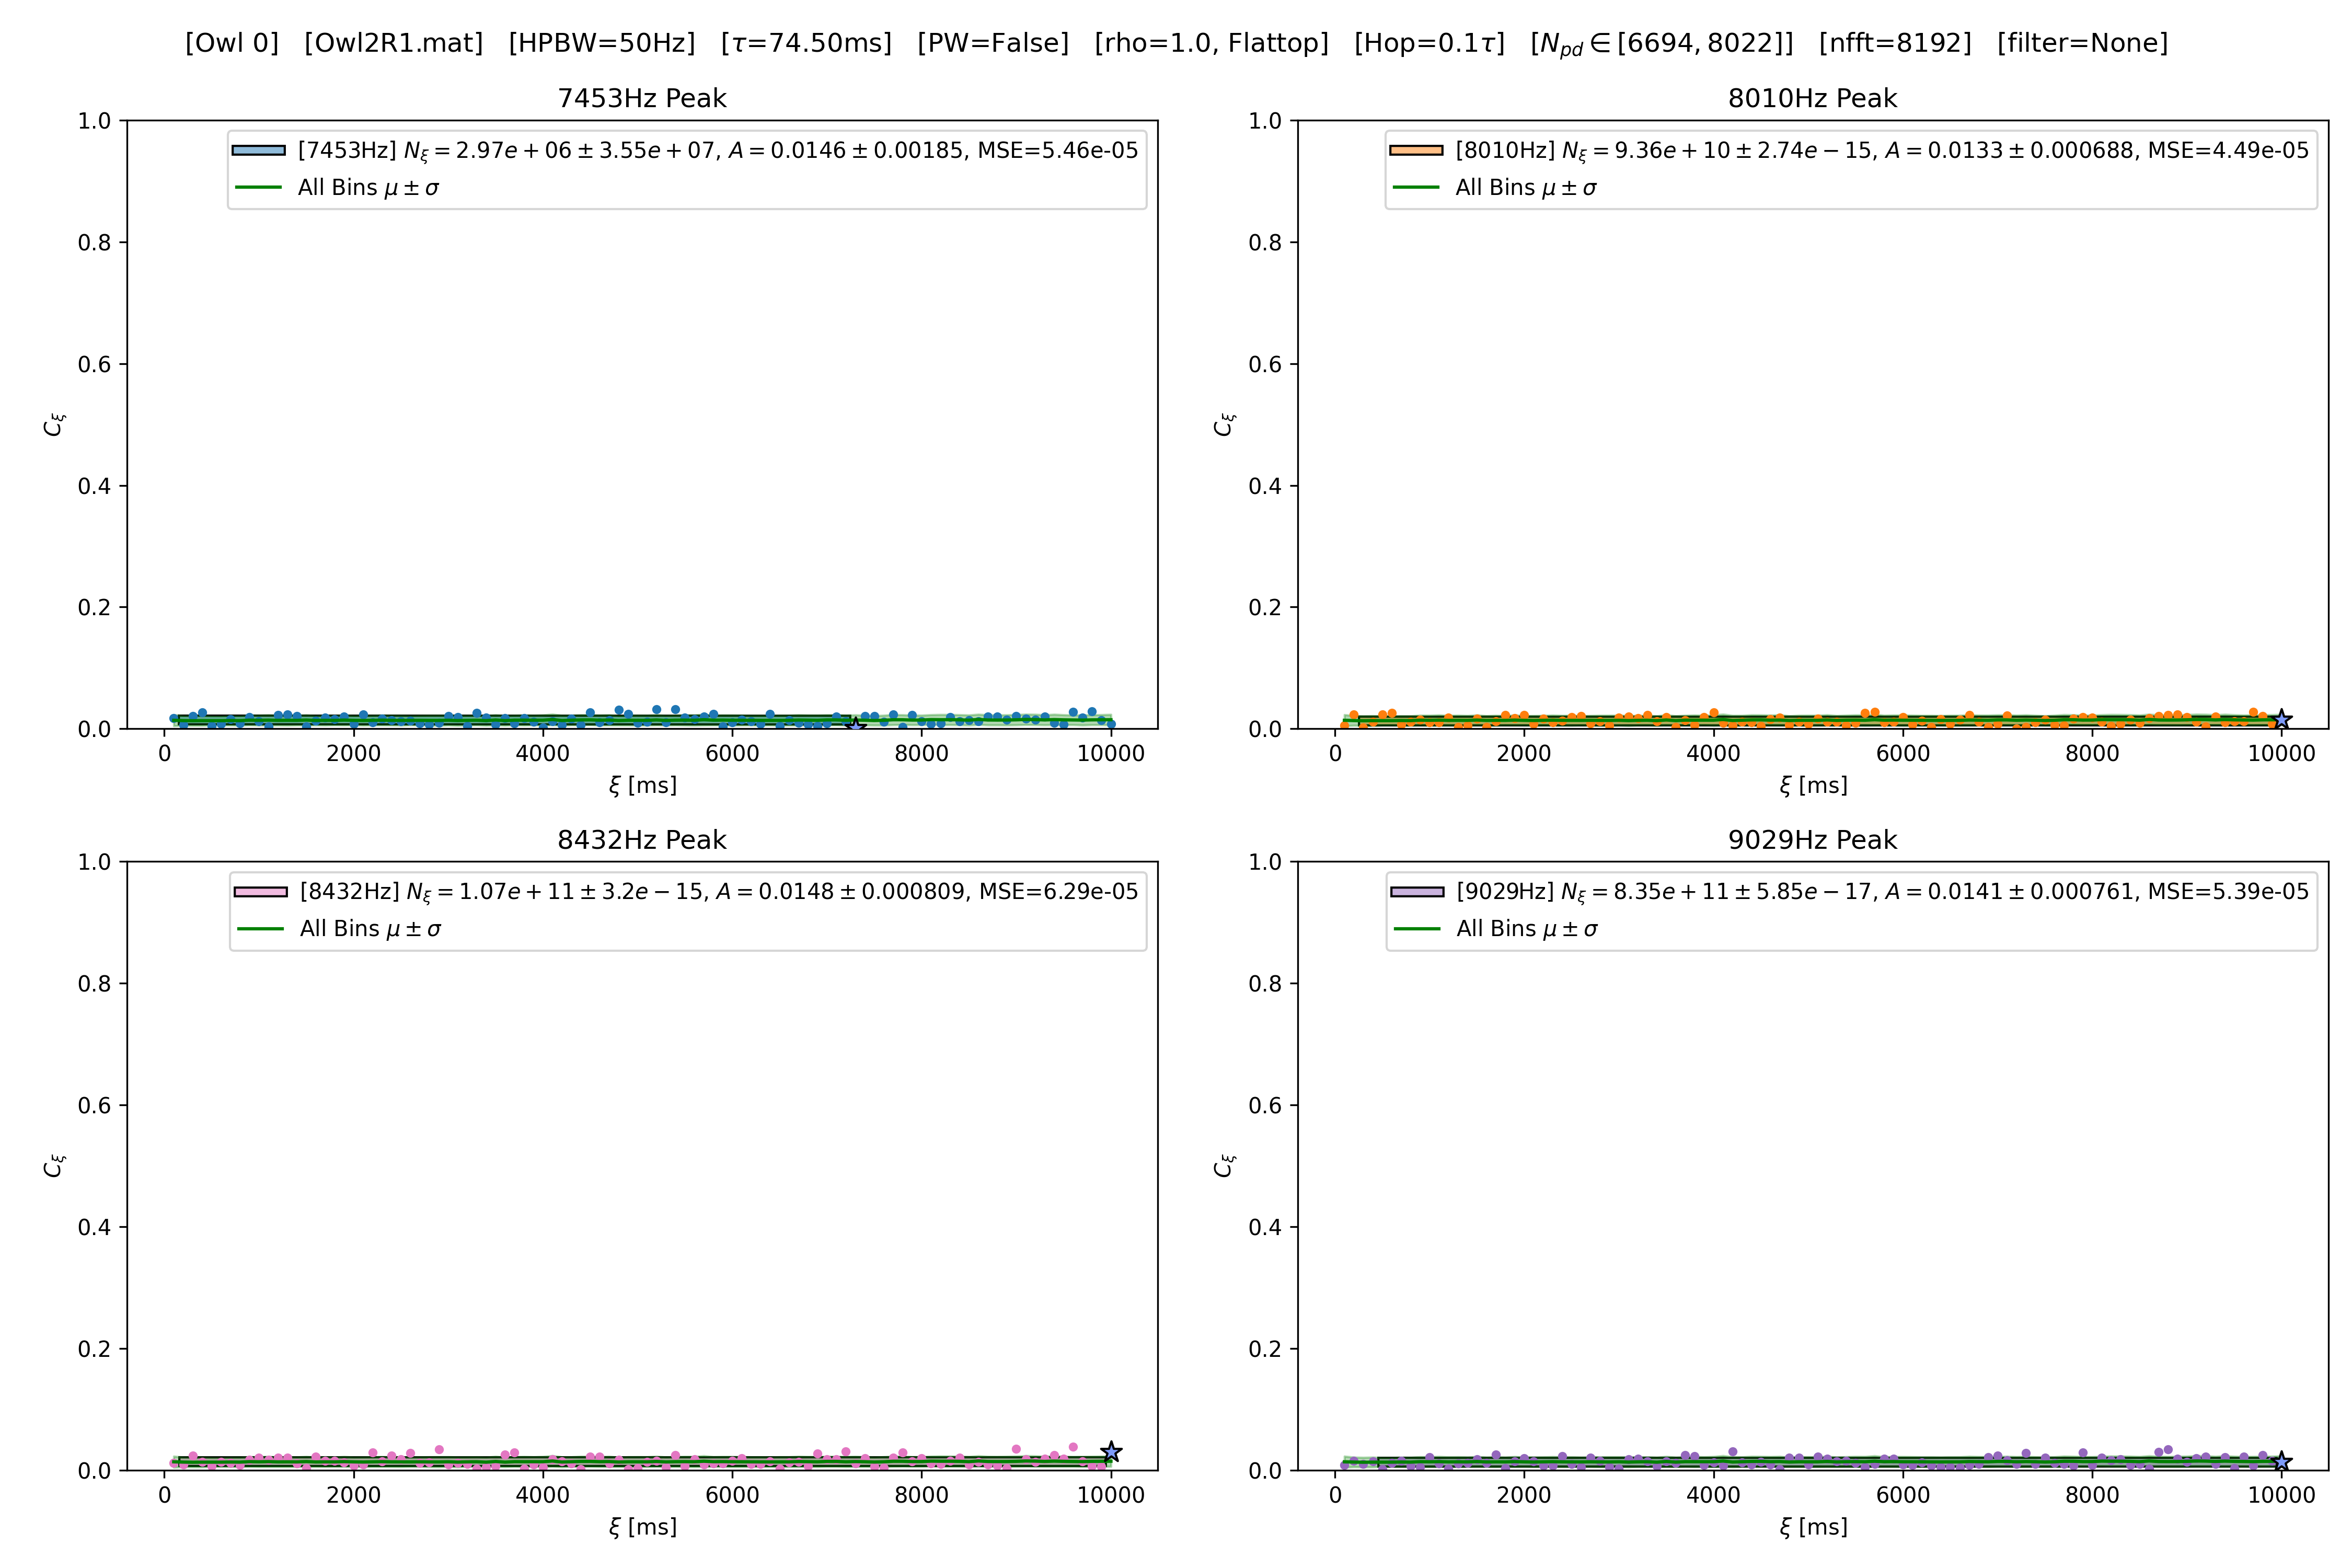 [Owl 0] [Owl2R1.mat] [HPBW=50Hz] [τ=74.50ms] [PW=False] [rho=1.0, Flattop] [Hop=0.1τ] [N_pd ∈ [6694, 8022]] [nfft=8192] [filter=None]
7453Hz Peak
[7453Hz] N_ξ = 2.97e + 06 ± 3.55e + 07, A = 0.0146 ± 0.00185, MSE=5.46e-05
All Bins μ ± σ
1.0
0.8
0.6
0.4
0.2
0.0
C_ξ
0 2000 4000 6000 8000 10000
ξ [ms]
8010Hz Peak
[8010Hz] N_ξ = 9.36e + 10 ± 2.74e − 15, A = 0.0133 ± 0.000688, MSE=4.49e-05
All Bins μ ± σ
1.0
0.8
0.6
0.4
0.2
0.0
C_ξ
0 2000 4000 6000 8000 10000
ξ [ms]
8432Hz Peak
[8432Hz] N_ξ = 1.07e + 11 ± 3.2e − 15, A = 0.0148 ± 0.000809, MSE=6.29e-05
All Bins μ ± σ
1.0
0.8
0.6
0.4
0.2
0.0
C_ξ
0 2000 4000 6000 8000 10000
ξ [ms]
9029Hz Peak
[9029Hz] N_ξ = 8.35e + 11 ± 5.85e − 17, A = 0.0141 ± 0.000761, MSE=5.39e-05
All Bins μ ± σ
1.0
0.8
0.6
0.4
0.2
0.0
C_ξ
0 2000 4000 6000 8000 10000
ξ [ms]